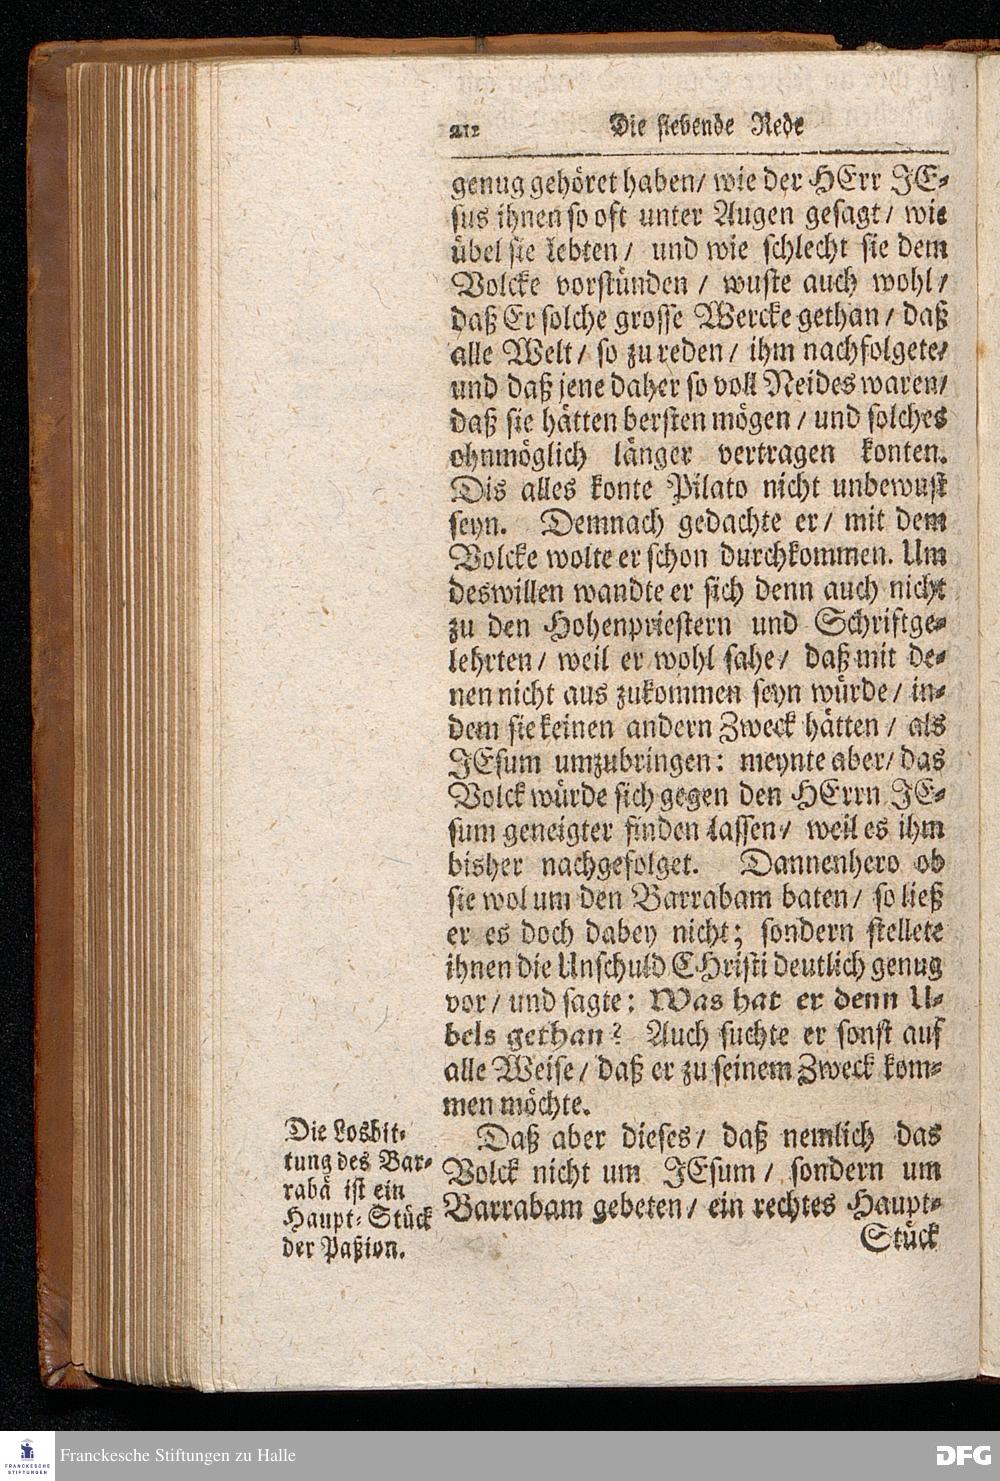 212 Die siebende Rede
genug gehöret haben/ wie der HErr JE-
sus ihnen so oft unter Augen gesagt/ wie
übel sie lebten/ und wie schlecht sie dem
Volcke vorstünden/ wuste auch wohl/
daß Er solche grosse Wercke gethan/ daß
alle Welt/ so zu reden/ ihm nachfolgete/
und daß jene daher so voll Neides waren/
daß sie hätten bersten mögen/ und solches
ohnmöglich länger vertragen konten.
Dis alles konte Pilato nicht unbewust
seyn. Demnach gedachte er/ mit dem
Volcke wolte er schon durchkommen. Um
deswillen wandte er sich denn auch nicht
zu den Hohenpriestern und Schriftge-
lehrten/ weil er wohl sahe/ daß mit de-
nen nicht aus zukommen seyn würde/ in-
dem sie keinen andern Zweck hätten/ als
JEsum umzubringen: meynte aber/ das
Volck würde sich gegen den HErrn JE-
sum geneigter finden lassen/ weil es ihm
bisher nachgefolget. Dannenhero ob
sie wol um den Barrabam baten/ so ließ
er es doch dabey nicht; sondern stellete
ihnen die Unschuld CHristi deutlich genug
vor/ und sagte: Was hat er denn U-
bels gethan? Auch suchte er sonst auf
alle Weise/ daß er zu seinem Zweck kom-
men möchte.
Daß aber dieses/ daß nemlich das
Volck nicht um JEsum/ sondern um
Barrabam gebeten/ ein rechtes Haupt-
Stück
Die Losbit-
tung des Bar-
rabä ist ein
Haupt-Stück
der Paßion.
FRANCKESCHE
STIFTUNGEN
Franckesche Stiftungen zu Halle
DFG